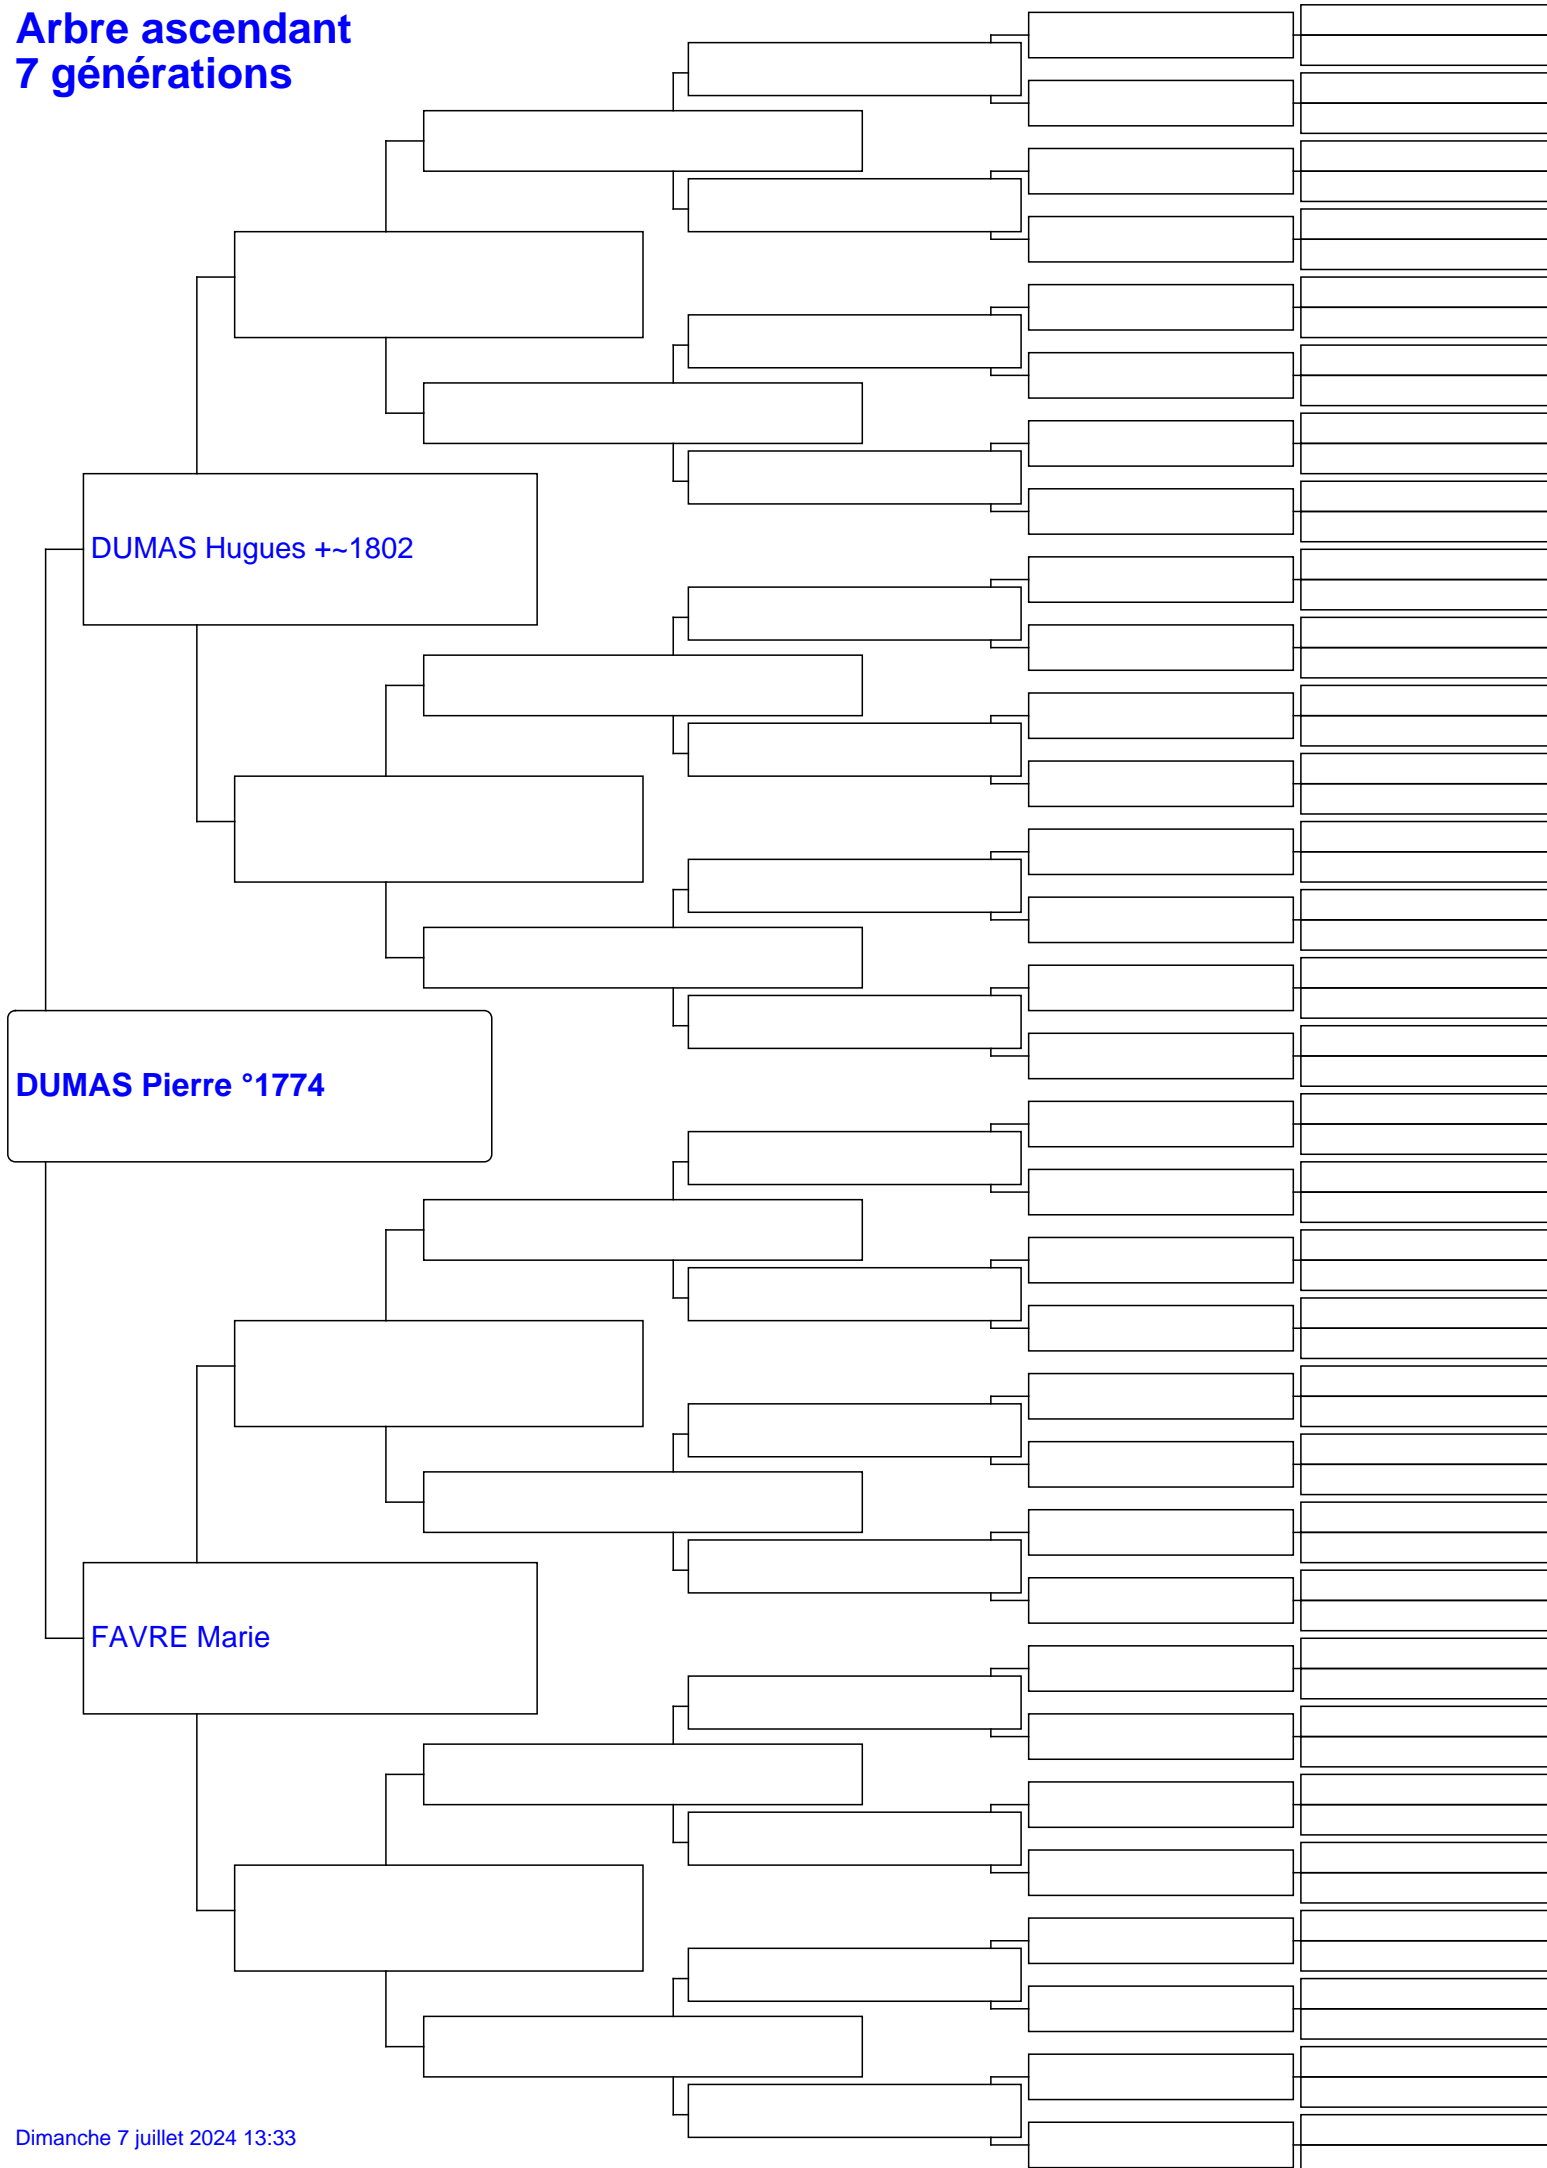 Arbre ascendant
7 générations
DUMAS Hugues +~1802
DUMAS Pierre °1774
FAVRE Marie
Dimanche 7 juillet 2024 13:33